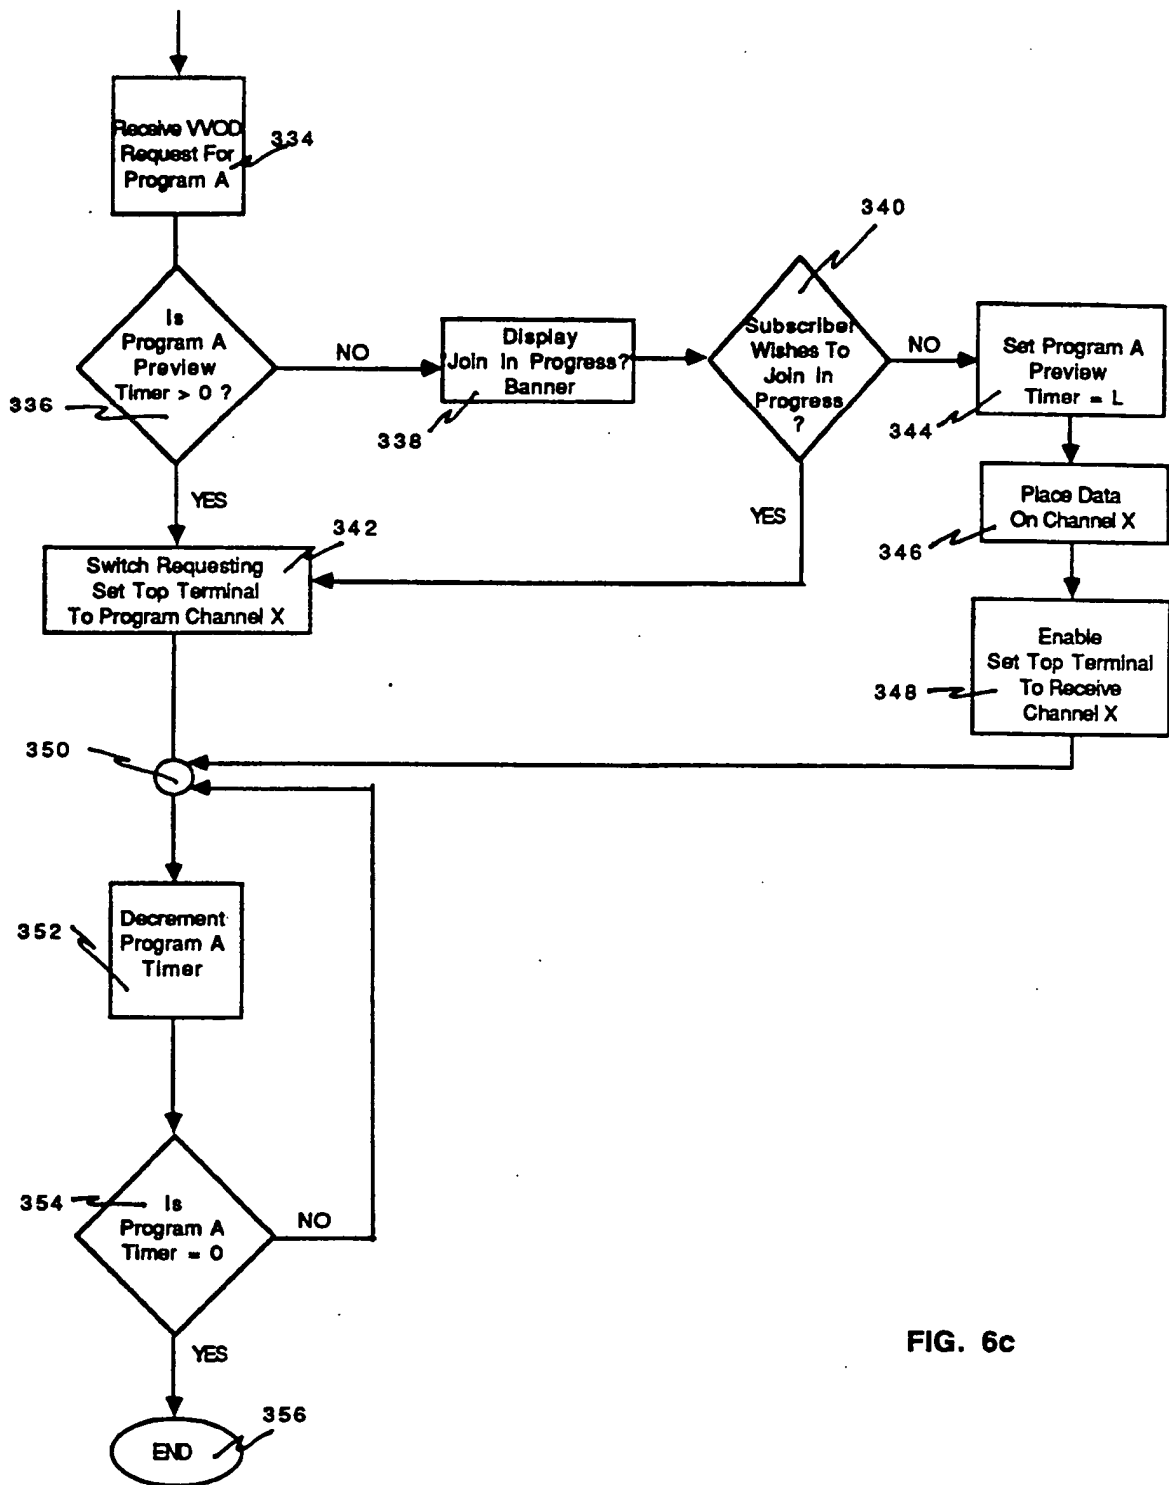 Receive VVOD
Request For
Program A
334
Is
Program A
Preview
Timer > 0 ?
336
NO
YES
Display
Join In Progress?
Banner
338
340
Subscriber
Wishes To
Join In
Progress
?
NO
YES
Set Program A
Preview
Timer = L
344
Place Data
On Channel X
346
342
Switch Requesting
Set Top Terminal
To Program Channel X
Enable
Set Top Terminal
To Receive
Channel X
348
350
Decrement
Program A
Timer
352
354
Is
Program A
Timer = 0
NO
YES
FIG. 6c
356
END